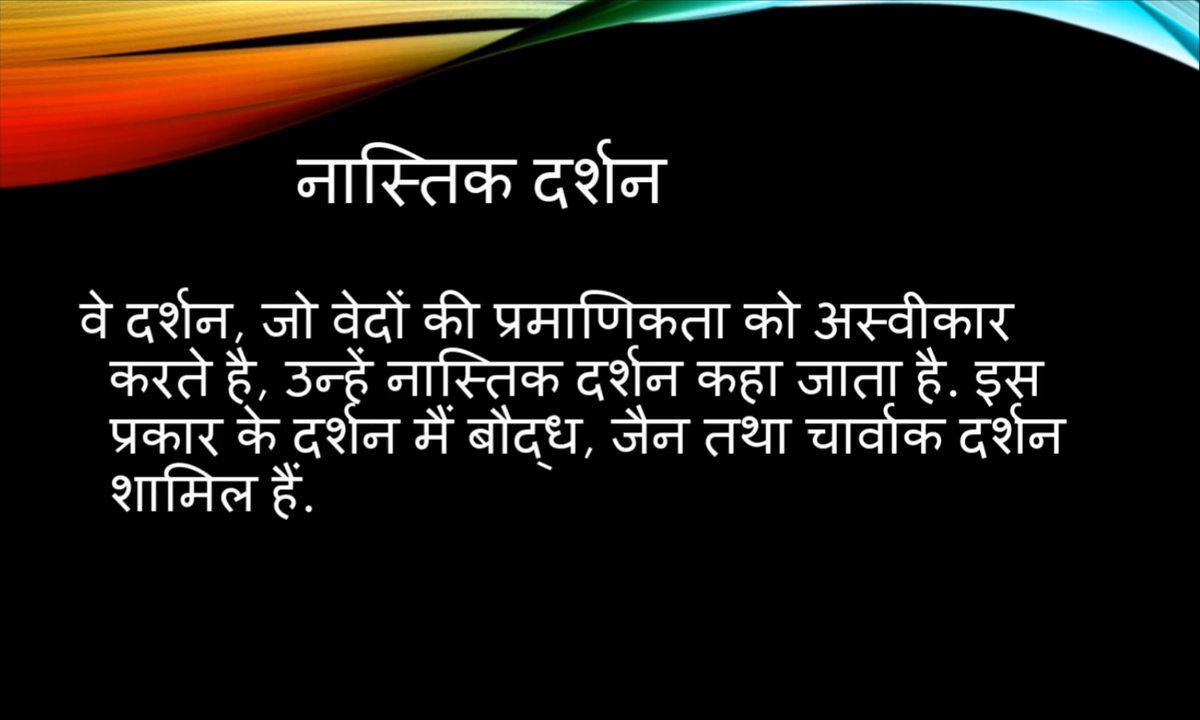 नास्तिक दर्शन
वे दर्शन, जो वेदों की प्रमाणिकता को अस्वीकार
करते है, उन्हें नास्तिक दर्शन कहा जाता है. इस
प्रकार के दर्शन मैं बौद्ध, जैन तथा चार्वाक दर्शन
शामिल हैं.